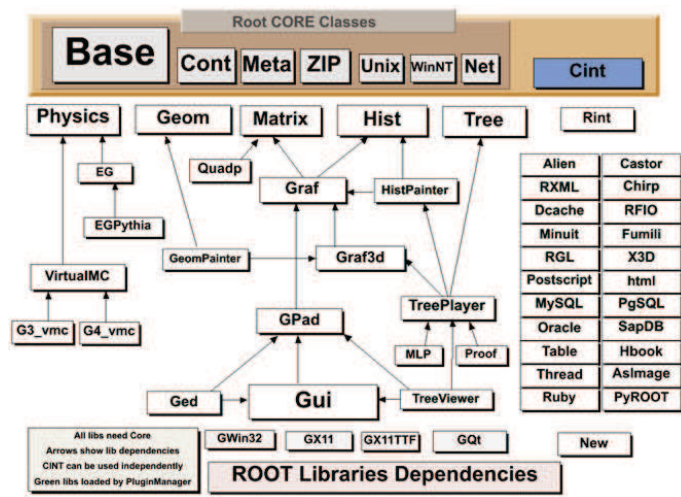 Root CORE Classes
Base
Cont
Meta
ZIP
Unix
WinNT
Net
Cint
Physics
Geom
Matrix
Hist
Tree
Rint
EG
Quadp
Graf
HistPainter
EGPythia
GeomPainter
Graf3d
VirtualMC
TreePlayer
G3_vmc
G4_vmc
GPad
MLP
Proof
Ged
Gui
TreeViewer
Alien
Castor
RXML
Chirp
Dcache
RFIO
Minuit
Fumili
RGL
X3D
Postscript
html
MySQL
PgSQL
Oracle
SapDB
Table
Hbook
Thread
AsImage
Ruby
PyROOT
All libs need Core
Arrows show lib dependencies
CINT can be used independently
Green libs loaded by PluginManager
GWin32
GX11
GX11TTF
GQt
New
ROOT Libraries Dependencies